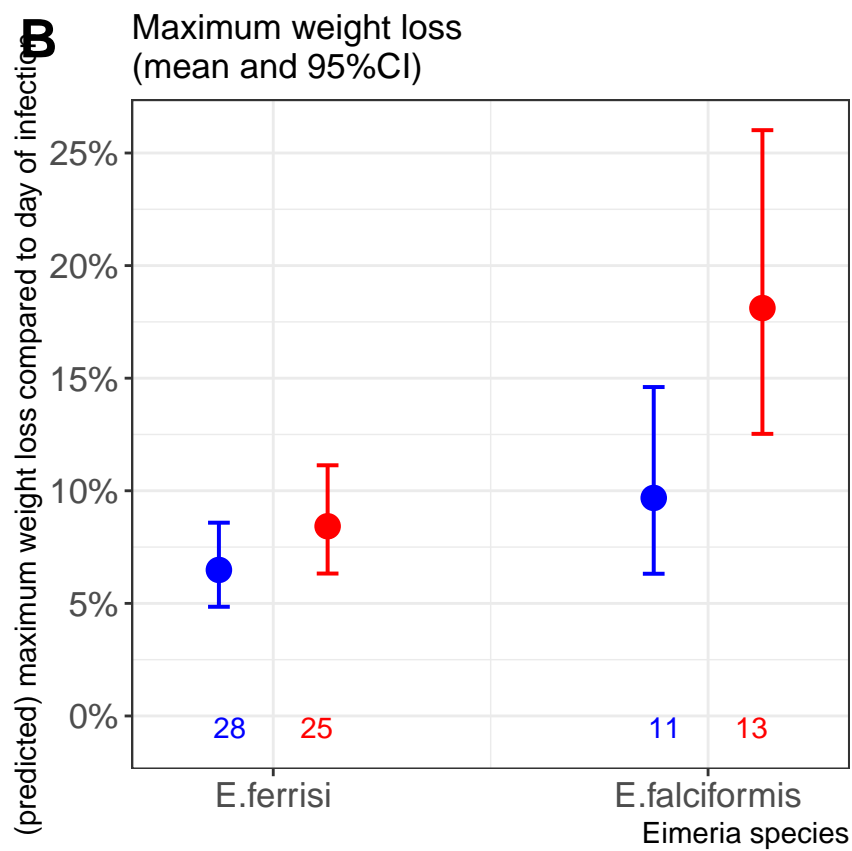 B
Maximum weight loss
(mean and 95%CI)
(predicted) maximum weight loss compared to day of infection
25%
20%
15%
10%
5%
0%
28 25 11 13
E.ferrisi E.falciformis
Eimeria species